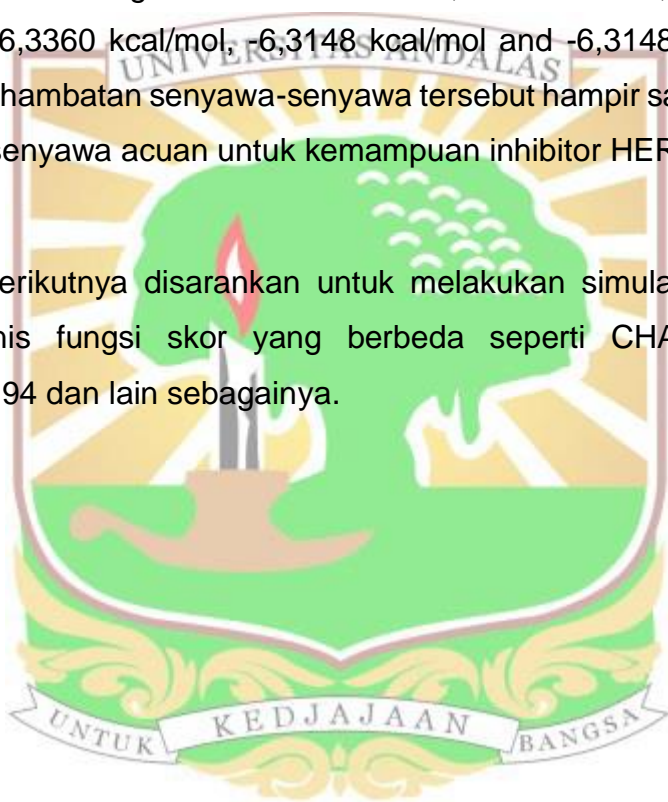 6,3360 kcal/mol, -6,3148 kcal/mol and -6,3148
UNIVERSITAS ANDALAS
hambatan senyawa-senyawa tersebut hampir sa
senyawa acuan untuk kemampuan inhibitor HER
erikutnya disarankan untuk melakukan simula
nis fungsi skor yang berbeda seperti CHA
94 dan lain sebagainya.
UNTUK KEDJAJAAN BANGSA